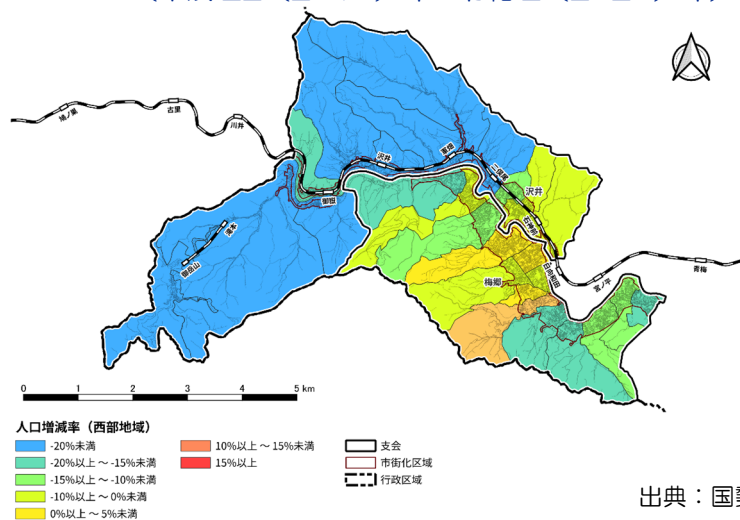 鳩ノ巣
古里
川井
御嶽
沢井
軍畑
二俣尾
沢井
石神前
日向和田
宮ノ平
青梅
梅郷
滝本
御岳山
0 1 2 3 4 5 km
人口増減率（西部地域）
-20%未満
-20%以上 ～ -15%未満
-15%以上 ～ -10%未満
-10%以上 ～ 0%未満
0%以上 ～ 5%未満
10%以上 ～ 15%未満
15%以上
支会
市街化区域
行政区域
出典：国